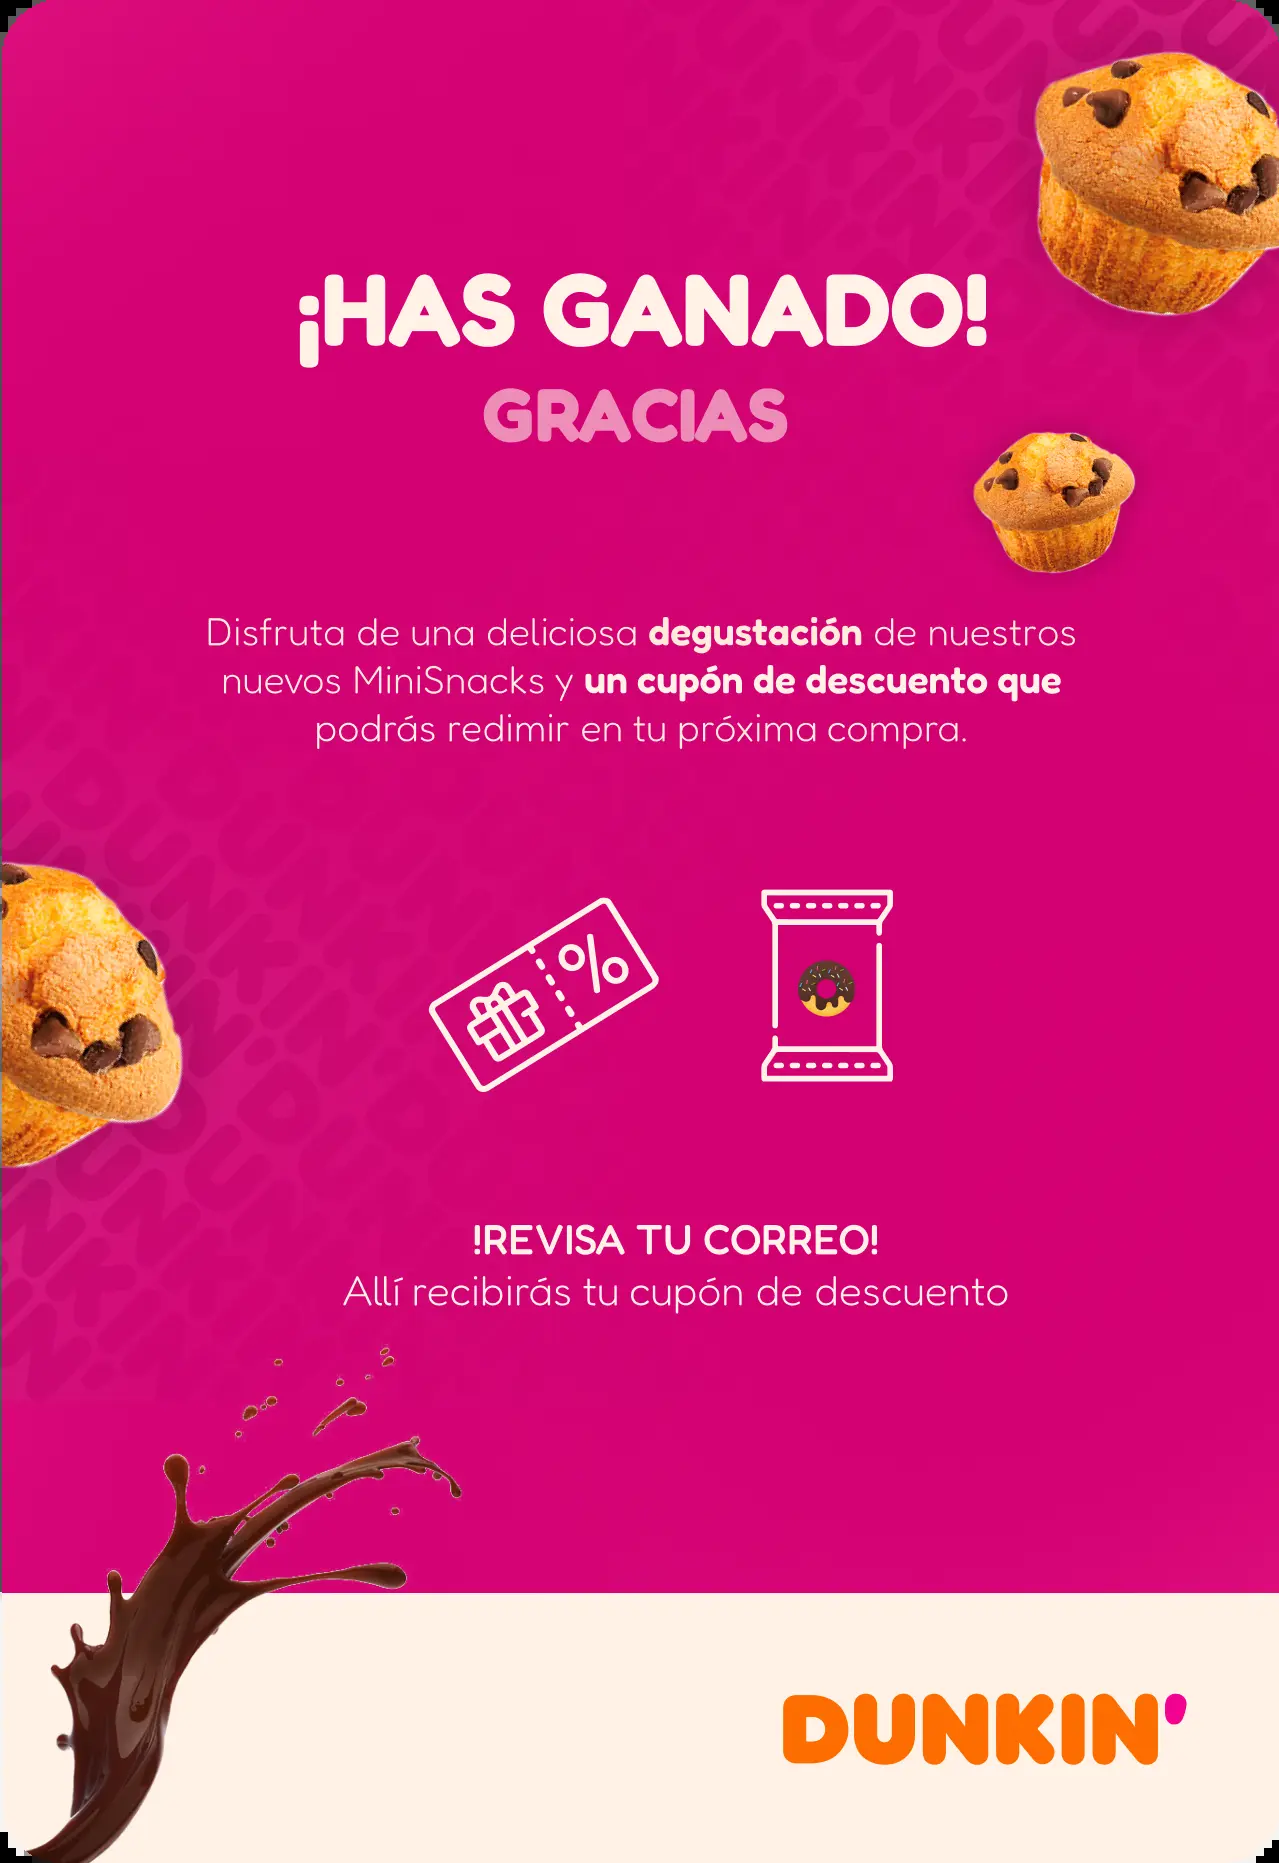 ¡HAS GANADO!
GRACIAS
Disfruta de una deliciosa degustación de nuestros
nuevos MiniSnacks y un cupón de descuento que
podrás redimir en tu próxima compra.
%
!REVISA TU CORREO!
Allí recibirás tu cupón de descuento
DUNKIN'